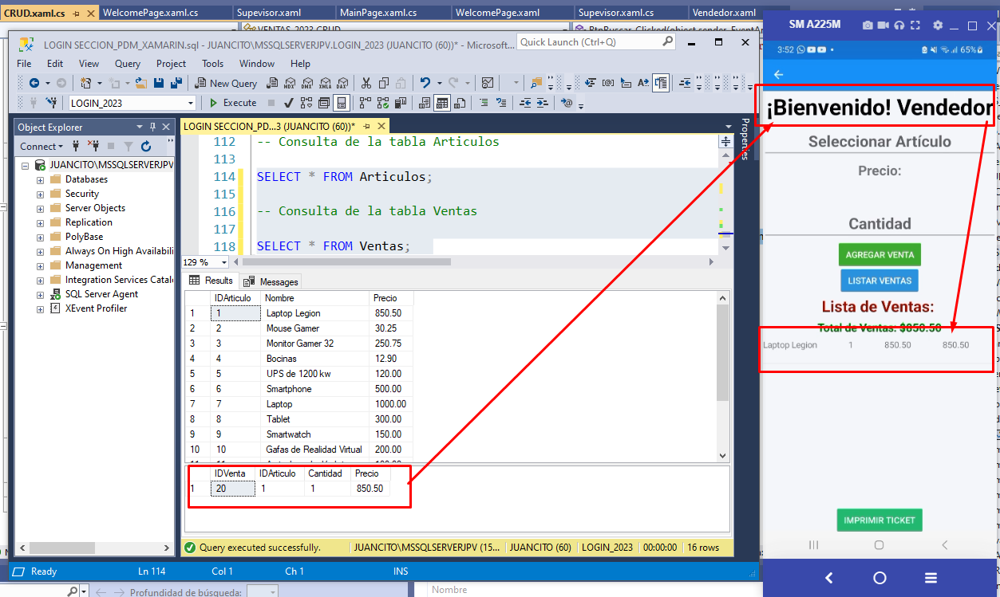 CRUD.xaml.cs WelcomePage.xaml.cs Supevisor.xaml MainPage.xaml.cs WelcomePage.xaml Supevisor.xaml.cs Vendedor.xaml
LOGIN SECCION_PDM_XAMARIN.sql - JUANCITO\MSSQLSERVERJPV.LOGIN_2023 (JUANCITO (60))* - Microsoft...
Quick Launch (Ctrl+Q)
File Edit View Query Project Tools Window Help
New Query MDX DMX XMLA DAX
LOGIN_2023 Execute
Object Explorer
Connect
JUANCITO\MSSQLSERVERJPV
Databases
Security
Server Objects
Replication
PolyBase
Always On High Availabili
Management
Integration Services Catal
SQL Server Agent
XEvent Profiler
LOGIN SECCION_PD...3 (JUANCITO (60))*
Properties
112 -- Consulta de la tabla Articulos
113
114 SELECT * FROM Articulos;
115
116 -- Consulta de la tabla Ventas
117
118 SELECT * FROM Ventas;
129 %
Results Messages
IDArticulo Nombre Precio
1 1 Laptop Legion 850.50
2 2 Mouse Gamer 30.25
3 3 Monitor Gamer 32 250.75
4 4 Bocinas 12.90
5 5 UPS de 1200 kw 120.00
6 6 Smartphone 500.00
7 7 Laptop 1000.00
8 8 Tablet 300.00
9 9 Smartwatch 150.00
10 10 Gafas de Realidad Virtual 200.00
IDVenta IDArticulo Cantidad Precio
1 20 1 1 850.50
Query executed successfully. JUANCITO\MSSQLSERVERJPV (15... JUANCITO (60) LOGIN_2023 00:00:00 16 rows
Ready Ln 114 Col 1 Ch 1 INS
Profundidad de búsqueda:
Nombre
SM A225M
3:52 65%
¡Bienvenido! Vendedor
Seleccionar Artículo
Precio:
Cantidad
AGREGAR VENTA
LISTAR VENTAS
Lista de Ventas:
Total de Ventas: $850.50
Laptop Legion 1 850.50 850.50
IMPRIMIR TICKET